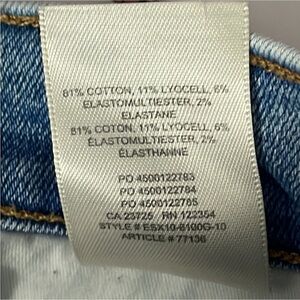 81% COTTON, 11% LYOCELL, 6%
ELASTOMULTIESTER, 2%
ELASTANE
81% COTON, 11% LYOCELL, 6%
ÉLASTOMULTIESTER, 2%
ÉLASTHANNE
PO 4500122783
PO 4500122784
PO 4500122785
CA 23725 RN 122354
STYLE # ESX10-8100G-10
ARTICLE # 77136